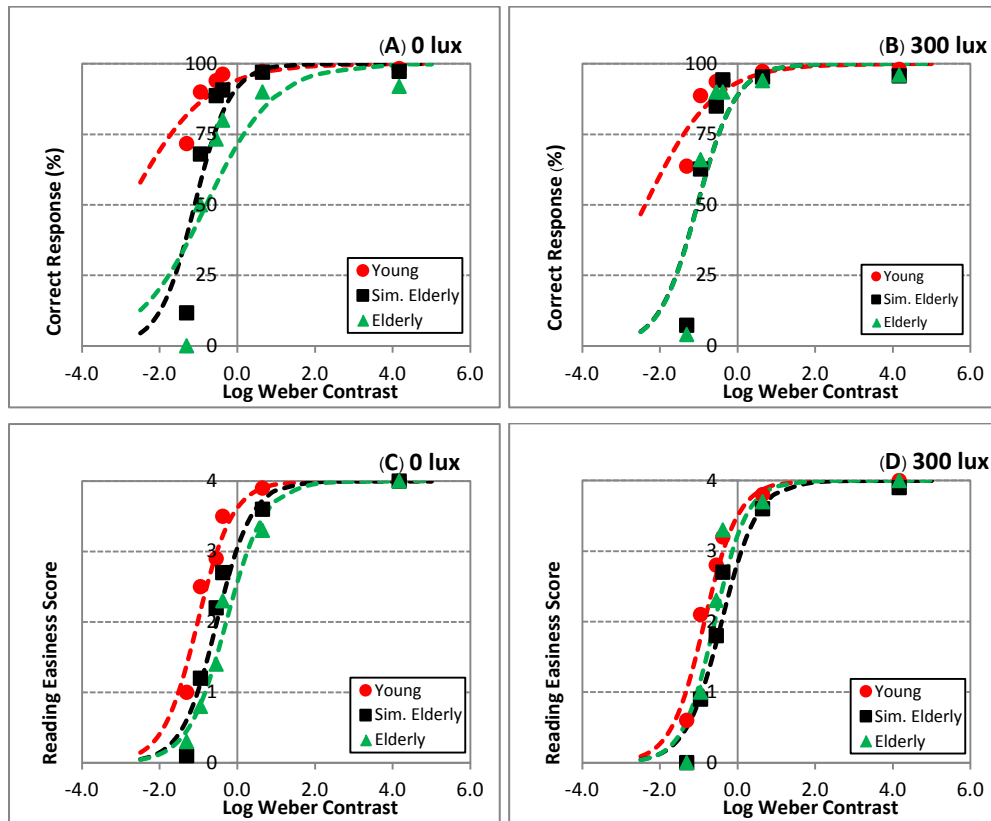 (A) 0 lux
100
75
50
25
0
Correct Response (%)
Young
Sim. Elderly
Elderly
-4.0 -2.0 0.0 2.0 4.0 6.0
Log Weber Contrast
(B) 300 lux
100
75
50
25
0
Correct Response (%)
Young
Sim. Elderly
Elderly
-4.0 -2.0 0.0 2.0 4.0 6.0
Log Weber Contrast
(C) 0 lux
4
3
2
1
0
Reading Easiness Score
Young
Sim. Elderly
Elderly
-4.0 -2.0 0.0 2.0 4.0 6.0
Log Weber Contrast
(D) 300 lux
4
3
2
1
0
Reading Easiness Score
Young
Sim. Elderly
Elderly
-4.0 -2.0 0.0 2.0 4.0 6.0
Log Weber Contrast